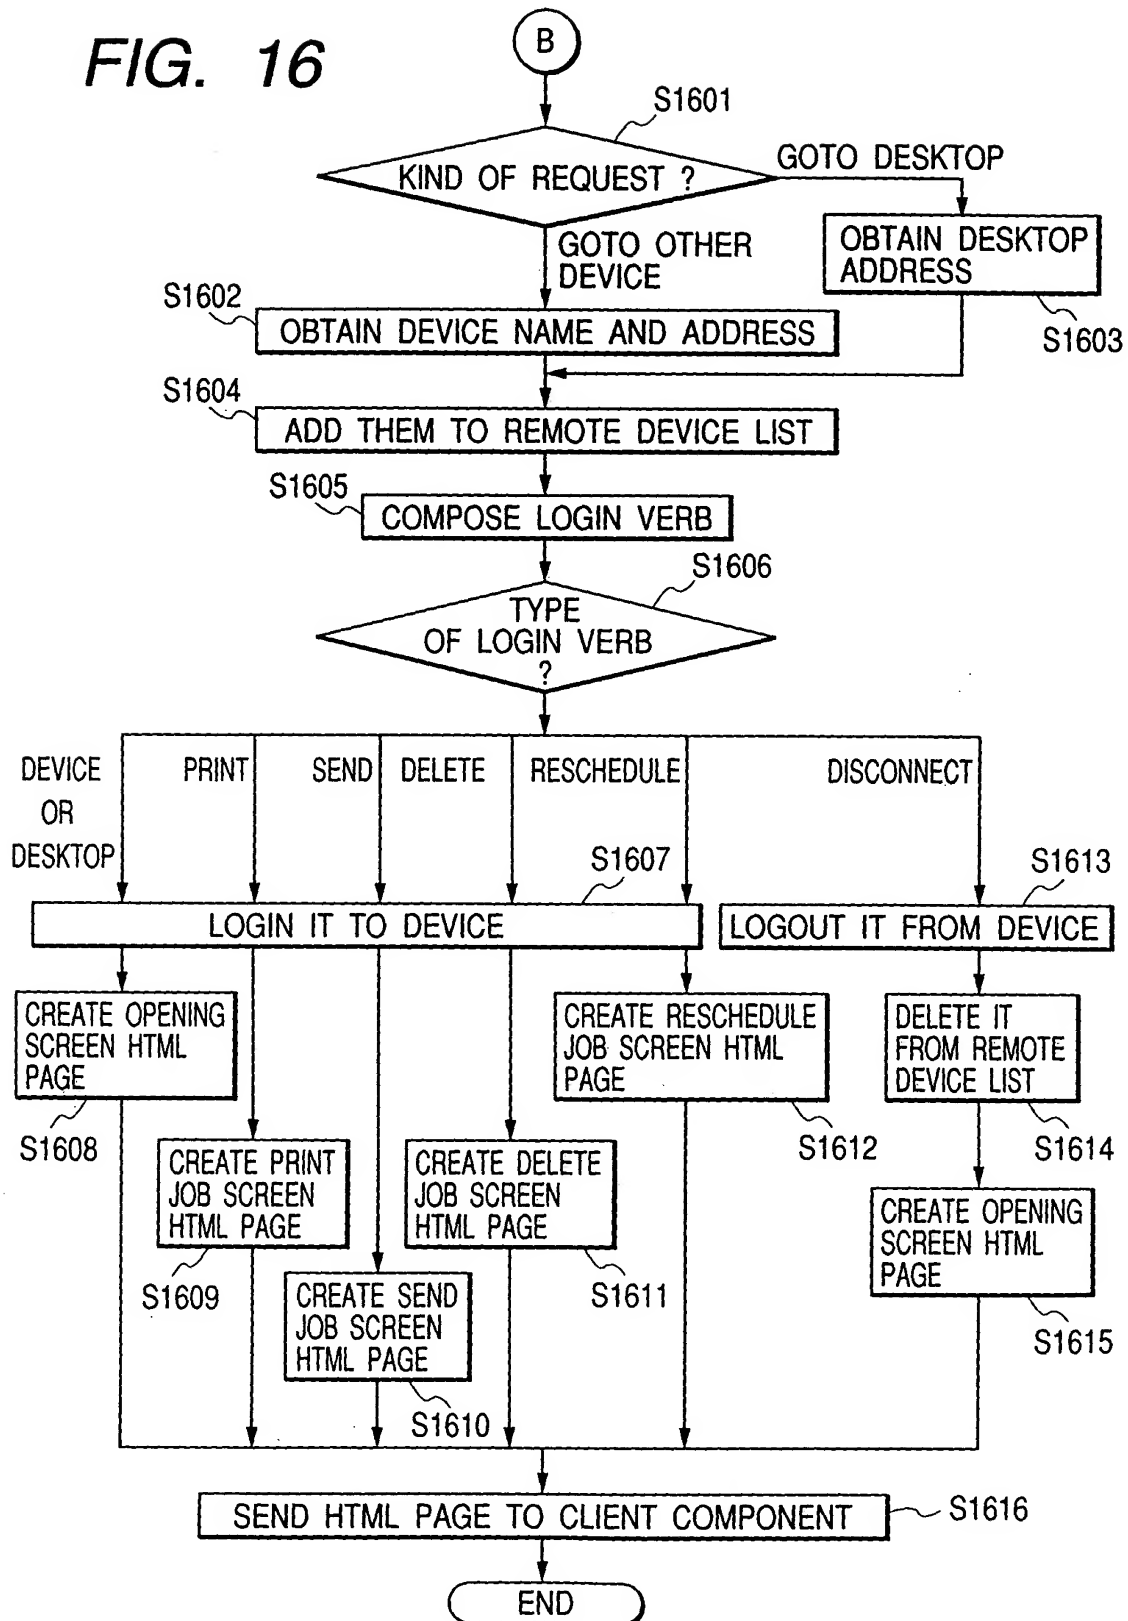 FIG. 16
B
S1601
KIND OF REQUEST ?
GOTO DESKTOP
OBTAIN DESKTOP
ADDRESS
S1603
GOTO OTHER
DEVICE
S1602
OBTAIN DEVICE NAME AND ADDRESS
S1604
ADD THEM TO REMOTE DEVICE LIST
S1605
COMPOSE LOGIN VERB
S1606
TYPE
OF LOGIN VERB
?
DEVICE
OR
DESKTOP
PRINT
SEND
DELETE
RESCHEDULE
DISCONNECT
S1607
LOGIN IT TO DEVICE
S1613
LOGOUT IT FROM DEVICE
CREATE OPENING
SCREEN HTML
PAGE
S1608
CREATE RESCHEDULE
JOB SCREEN HTML
PAGE
S1612
DELETE IT
FROM REMOTE
DEVICE LIST
S1614
CREATE PRINT
JOB SCREEN
HTML PAGE
S1609
CREATE DELETE
JOB SCREEN
HTML PAGE
S1611
CREATE OPENING
SCREEN HTML
PAGE
S1615
CREATE SEND
JOB SCREEN
HTML PAGE
S1610
SEND HTML PAGE TO CLIENT COMPONENT
S1616
END